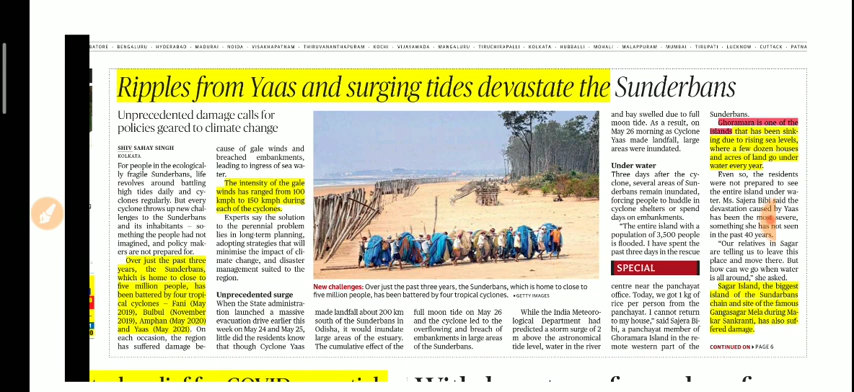 ATORE · BENGALURU · HYDERABAD · MADURAI · NOIDA · VISAKHAPATNAM · THIRUVANANTHAPURAM · KOCHI · VIJAYAWADA · MANGALURU · TIRUCHIRAPALLI · KOLKATA · HUBBALLI · MOHALI · MALAPPURAM · MUMBAI · TIRUPATI · LUCKNOW · CUTTACK · PATNA
Ripples from Yaas and surging tides devastate the Sunderbans
Unprecedented damage calls for
policies geared to climate change
SHIV SAHAY SINGH
KOLKATA
For people in the ecological-
ly fragile Sunderbans, life
revolves around battling
high tides daily and cy-
clones regularly. But every
cyclone throws up new chal-
lenges to the Sunderbans
and its inhabitants – so-
mething the people had not
imagined, and policy mak-
ers are not prepared for.
Over just the past three
years, the Sunderbans,
which is home to close to
five million people, has
been battered by four tropi-
cal cyclones – Fani (May
2019), Bulbul (November
2019), Amphan (May 2020)
and Yaas (May 2021). On
each occasion, the region
has suffered damage be-
cause of gale winds and
breached embankments,
leading to ingress of sea wa-
ter.
The intensity of the gale
winds has ranged from 100
kmph to 150 kmph during
each of the cyclones.
Experts say the solution
to the perennial problem
lies in long-term planning,
adopting strategies that will
minimise the impact of cli-
mate change, and disaster
management suited to the
region.
Unprecedented surge
When the State administra-
tion launched a massive
evacuation drive earlier this
week on May 24 and May 25,
little did the residents know
that though Cyclone Yaas
New challenges: Over just the past three years, the Sunderbans, which is home to close to
five million people, has been battered by four tropical cyclones. • GETTY IMAGES
made landfall about 200 km
south of the Sunderbans in
Odisha, it would inundate
large areas of the estuary.
The cumulative effect of the
full moon tide on May 26
and the cyclone led to the
overflowing and breach of
embankments in large areas
of the Sunderbans.
While the India Meteoro-
logical Department had
predicted a storm surge of 2
m above the astronomical
tide level, water in the river
and bay swelled due to full
moon tide. As a result, on
May 26 morning as Cyclone
Yaas made landfall, large
areas were inundated.
Under water
Three days after the cy-
clone, several areas of Sun-
derbans remain inundated,
forcing people to huddle in
cyclone shelters or spend
days on embankments.
"The entire island with a
population of 3,500 people
is flooded. I have spent the
past three days in the rescue
SPECIAL
centre near the panchayat
office. Today, we got 1 kg of
rice per person from the
panchayat. I cannot return
to my house," said Sajera Bi-
bi, a panchayat member of
Ghoramara Island in the re-
mote western part of the
Sunderbans.
Ghoramara is one of the
islands that has been sink-
ing due to rising sea levels,
where a few dozen houses
and acres of land go under
water every year.
Even so, the residents
were not prepared to see
the entire island under wa-
ter. Ms. Sajera Bibi said the
devastation caused by Yaas
has been the most severe,
something she has not seen
in the past 40 years.
"Our relatives in Sagar
are telling us to leave this
place and move there. But
how can we go when water
is all around," she asked.
Sagar Island, the biggest
island of the Sunderbans
chain and site of the famous
Gangasagar Mela during Ma-
kar Sankranti, has also suf-
fered damage.
CONTINUED ON ▸ PAGE 6